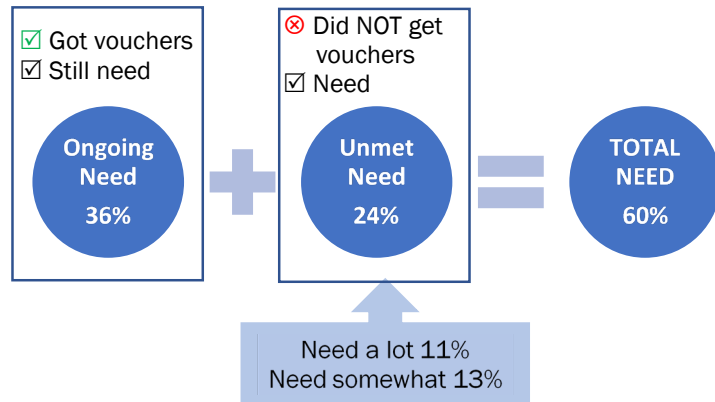 Got vouchers
Still need
Did NOT get
vouchers
Need
Ongoing
Need
36%
Unmet
Need
24%
TOTAL
NEED
60%
Need a lot 11%
Need somewhat 13%